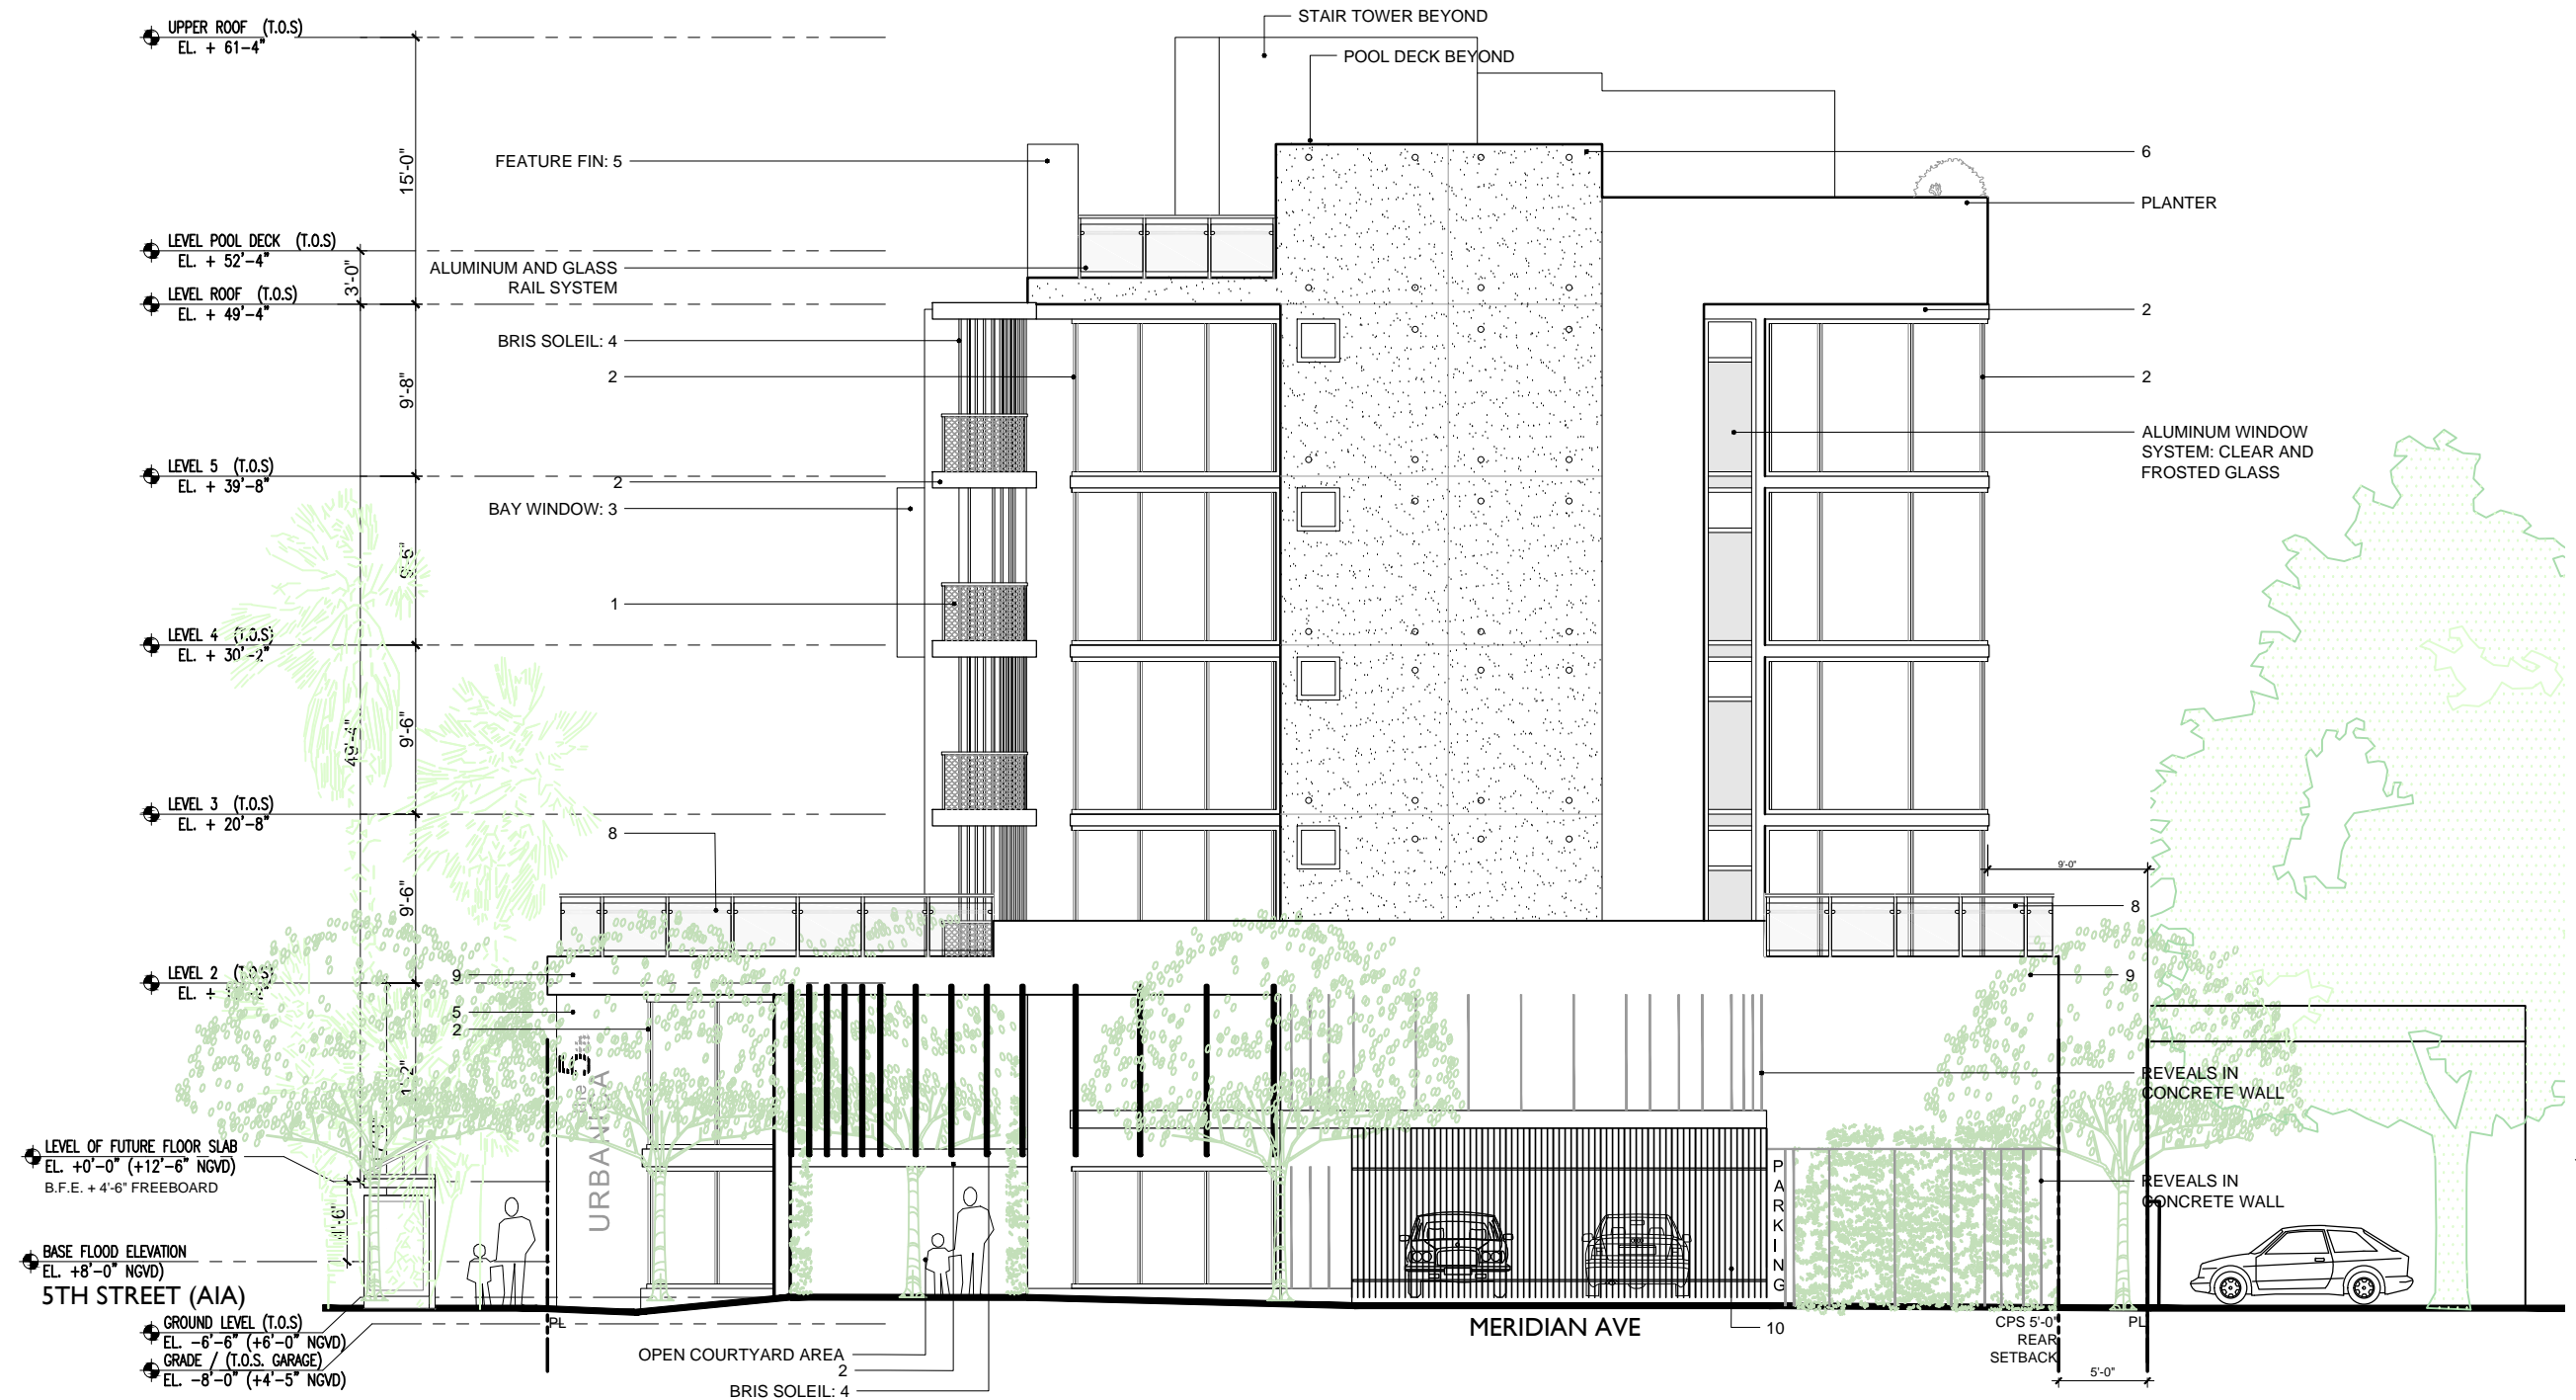 STAIR TOWER BEYOND
UPPER ROOF (T.O.S)
EL. + 61-4"
POOL DECK BEYOND
FEATURE FIN: 5
6
15'-0"
PLANTER
LEVEL POOL DECK (T.O.S)
EL. + 52'-4"
ALUMINUM AND GLASS
RAIL SYSTEM
3'-0"
LEVEL ROOF (T.O.S)
EL. + 49'-4"
2
BRIS SOLEIL: 4
2
2
9'-8"
ALUMINUM WINDOW
SYSTEM: CLEAR AND
FROSTED GLASS
LEVEL 5 (T.O.S)
EL. + 39'-8"
2
BAY WINDOW: 3
9'-6"
1
LEVEL 4 (T.O.S)
EL. + 30'-2"
9'-6"
49'-4"
LEVEL 3 (T.O.S)
EL. + 20'-8"
8
9'-0"
9'-6"
8
LEVEL 2 (T.O.S)
9
9
5
2
the 5th
URBANICA
REVEALS IN
CONCRETE WALL
LEVEL OF FUTURE FLOOR SLAB
EL. +0'-0" (+12'-6" NGVD)
B.F.E. + 4'-6" FREEBOARD
PARKING
REVEALS IN
CONCRETE WALL
BASE FLOOD ELEVATION
EL. +8'-0" NGVD)
5TH STREET (AIA)
GROUND LEVEL (T.O.S)
EL. -6'-6" (+6'-0" NGVD)
PL
MERIDIAN AVE
10
CPS 5'-0"
REAR
SETBACK
PL
GRADE / (T.O.S. GARAGE)
EL. -8'-0" (+4'-5" NGVD)
OPEN COURTYARD AREA
2
BRIS SOLEIL: 4
5'-0"